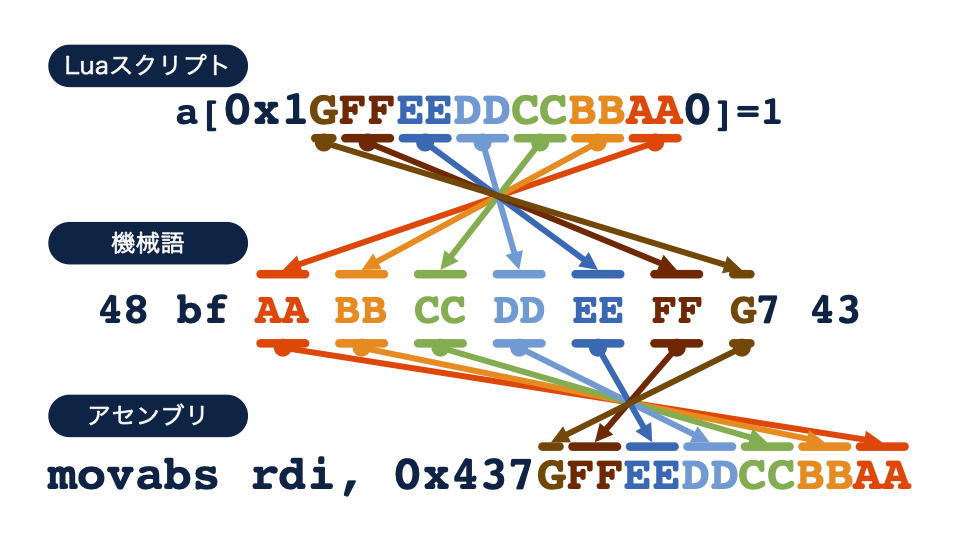 Luaスクリプト
a[0x1GFFEEDDCCBBAA0]=1
機械語
48 bf AA BB CC DD EE FF G7 43
アセンブリ
movabs rdi, 0x437GFFEEDDCCBBAA